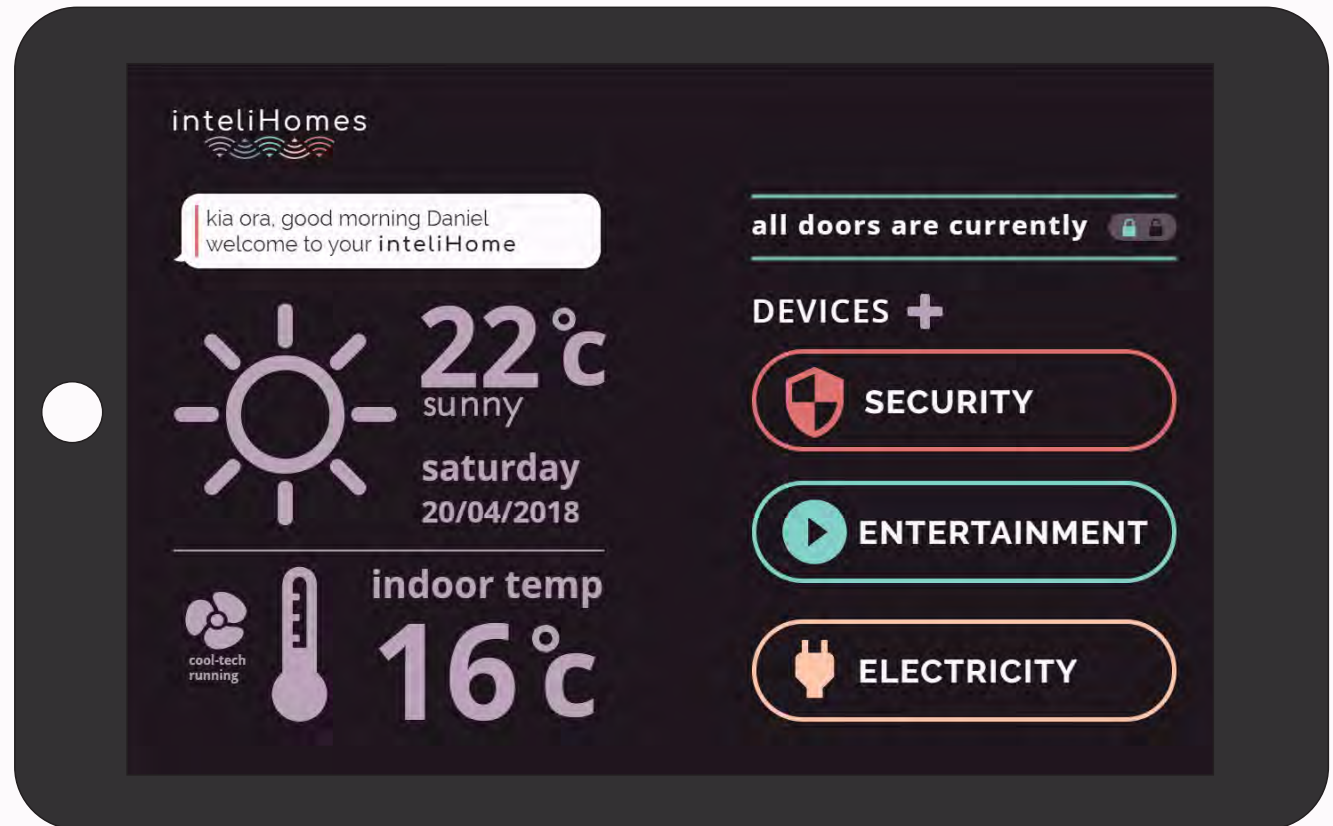 inteliHomes
kia ora, good morning Daniel
welcome to your inteliHome
22°c
sunny
saturday
20/04/2018
indoor temp
16°c
cool-tech
running
all doors are currently
DEVICES
SECURITY
ENTERTAINMENT
ELECTRICITY